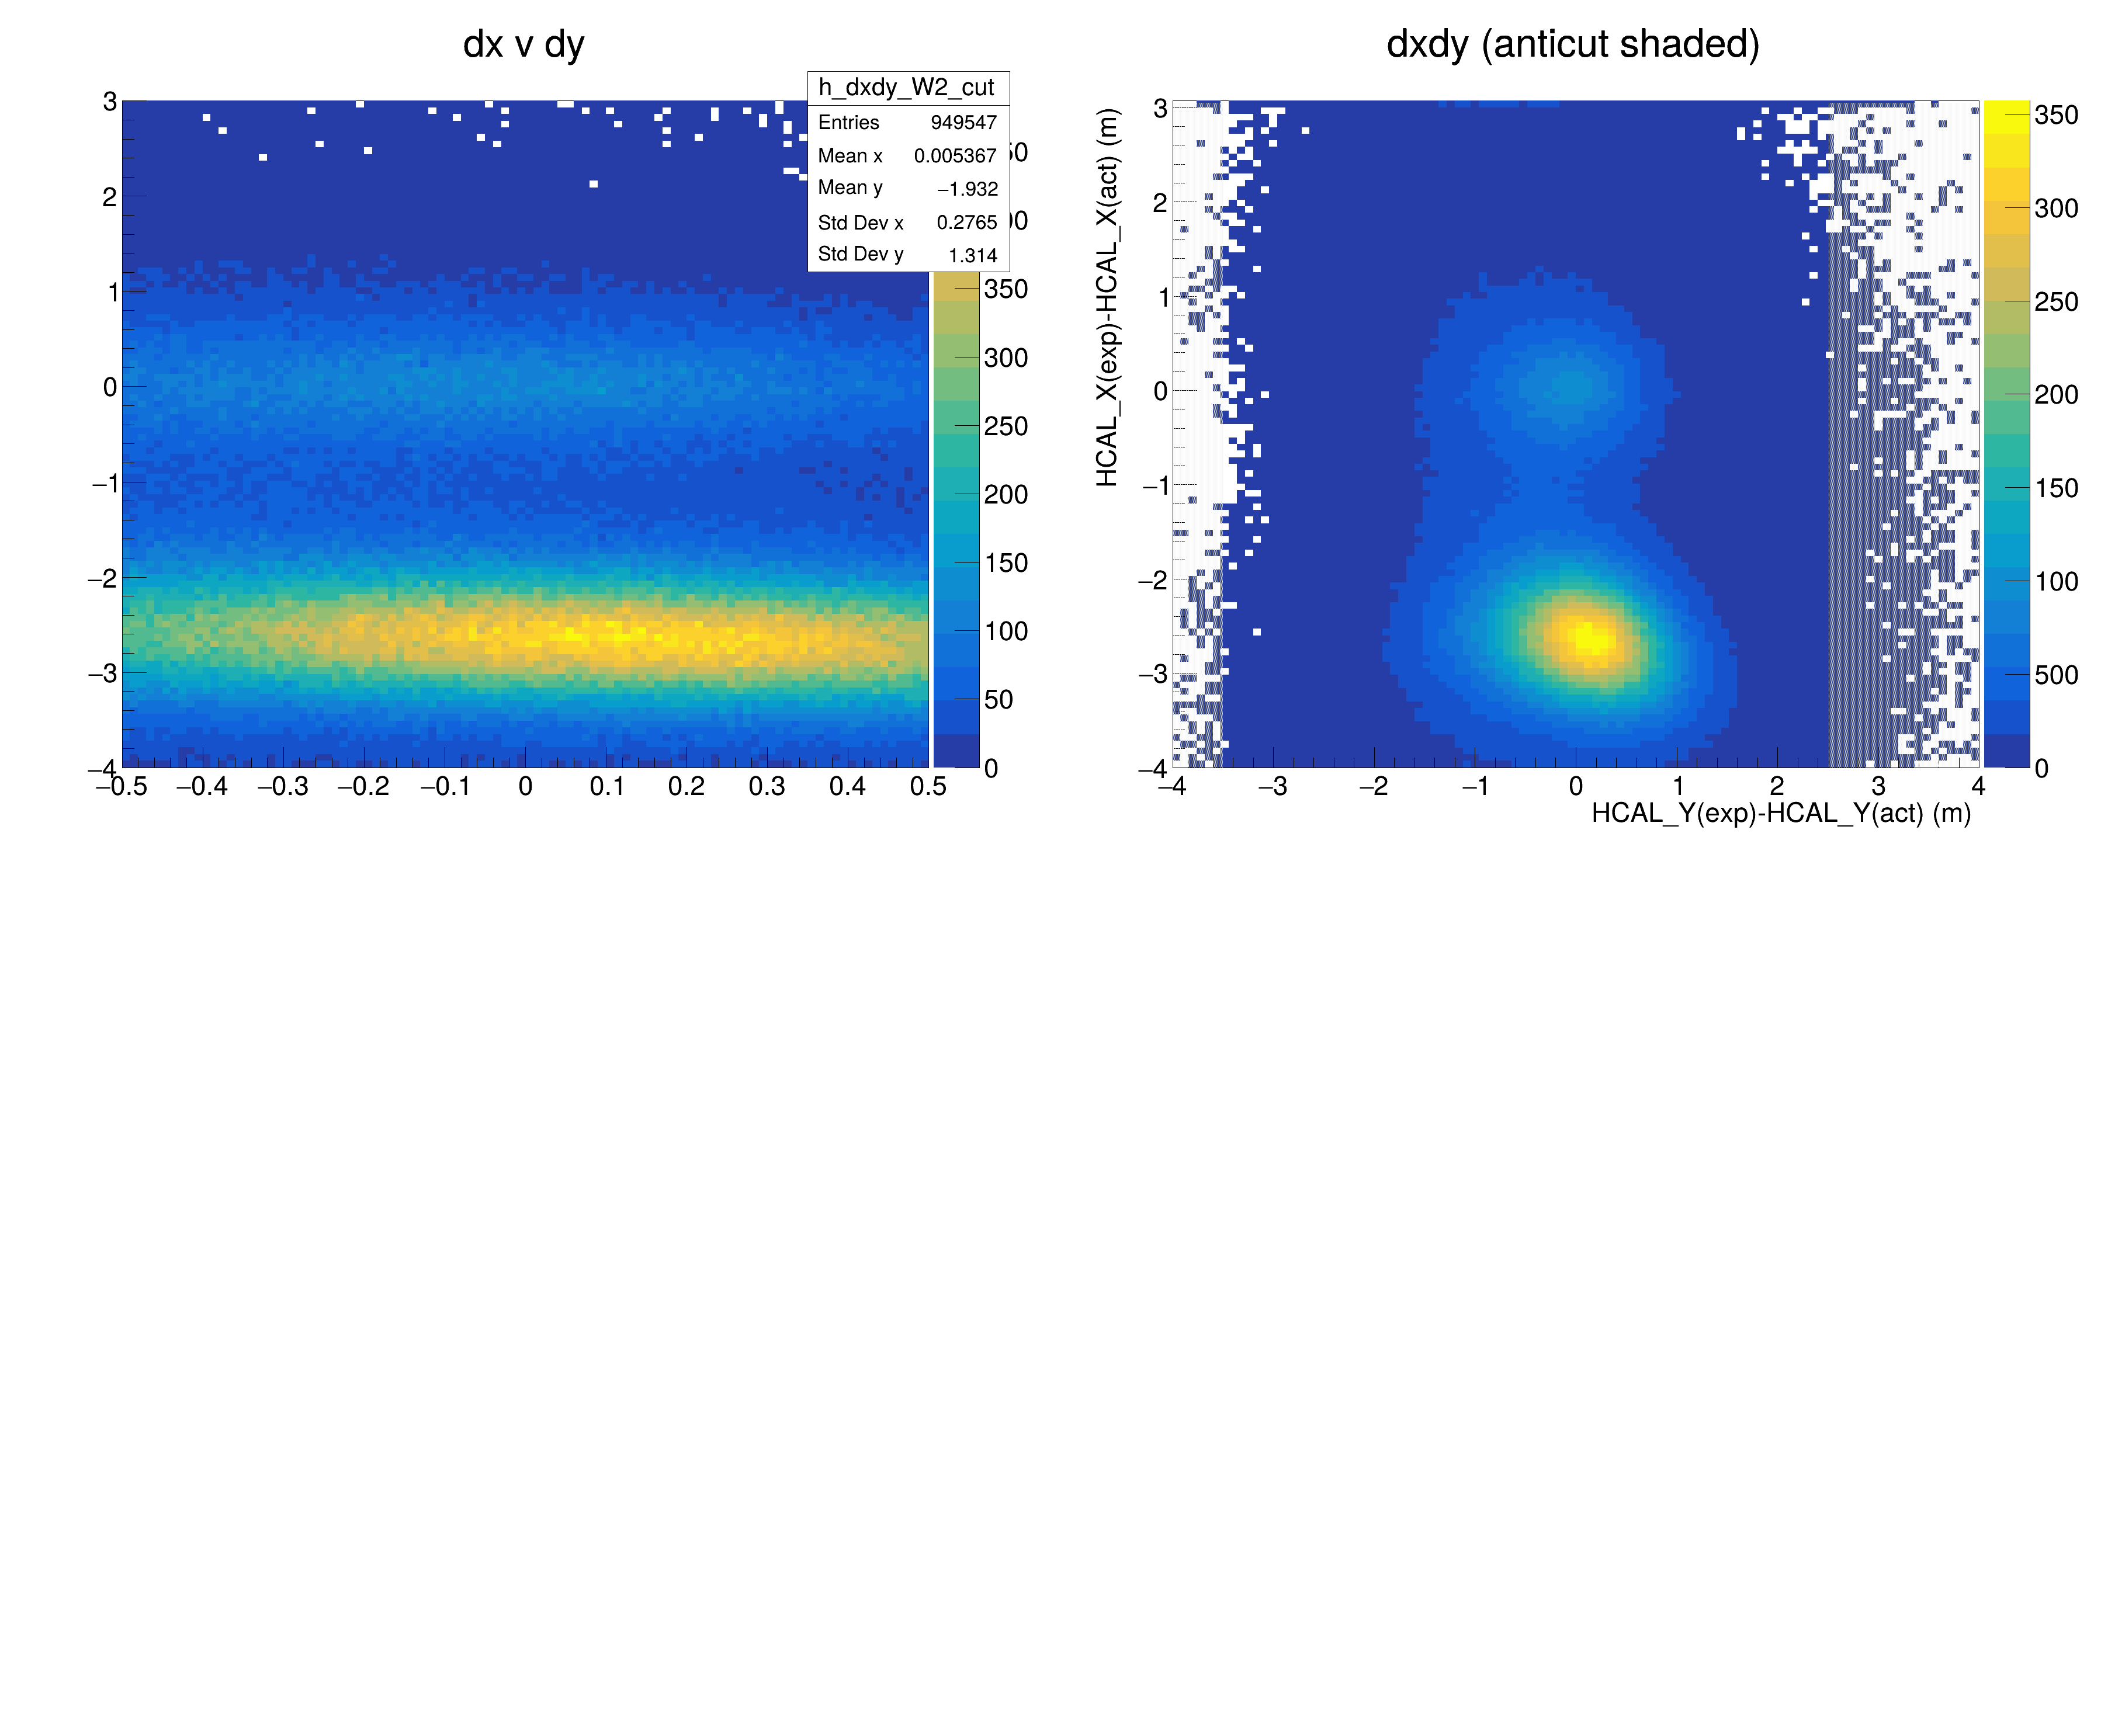 dx v dy
h_dxdy_W2_cut
Entries 949547
Mean x 0.005367
Mean y −1.932
Std Dev x 0.2765
Std Dev y 1.314
3
2
1
0
−1
−2
−3
−4
−0.5 −0.4 −0.3 −0.2 −0.1 0 0.1 0.2 0.3 0.4 0.5
350
300
250
200
150
100
50
0
dxdy (anticut shaded)
HCAL_X(exp)-HCAL_X(act) (m)
3
2
1
0
−1
−2
−3
−4
−4 −3 −2 −1 0 1 2 3 4
HCAL_Y(exp)-HCAL_Y(act) (m)
350
300
250
200
150
100
500
0